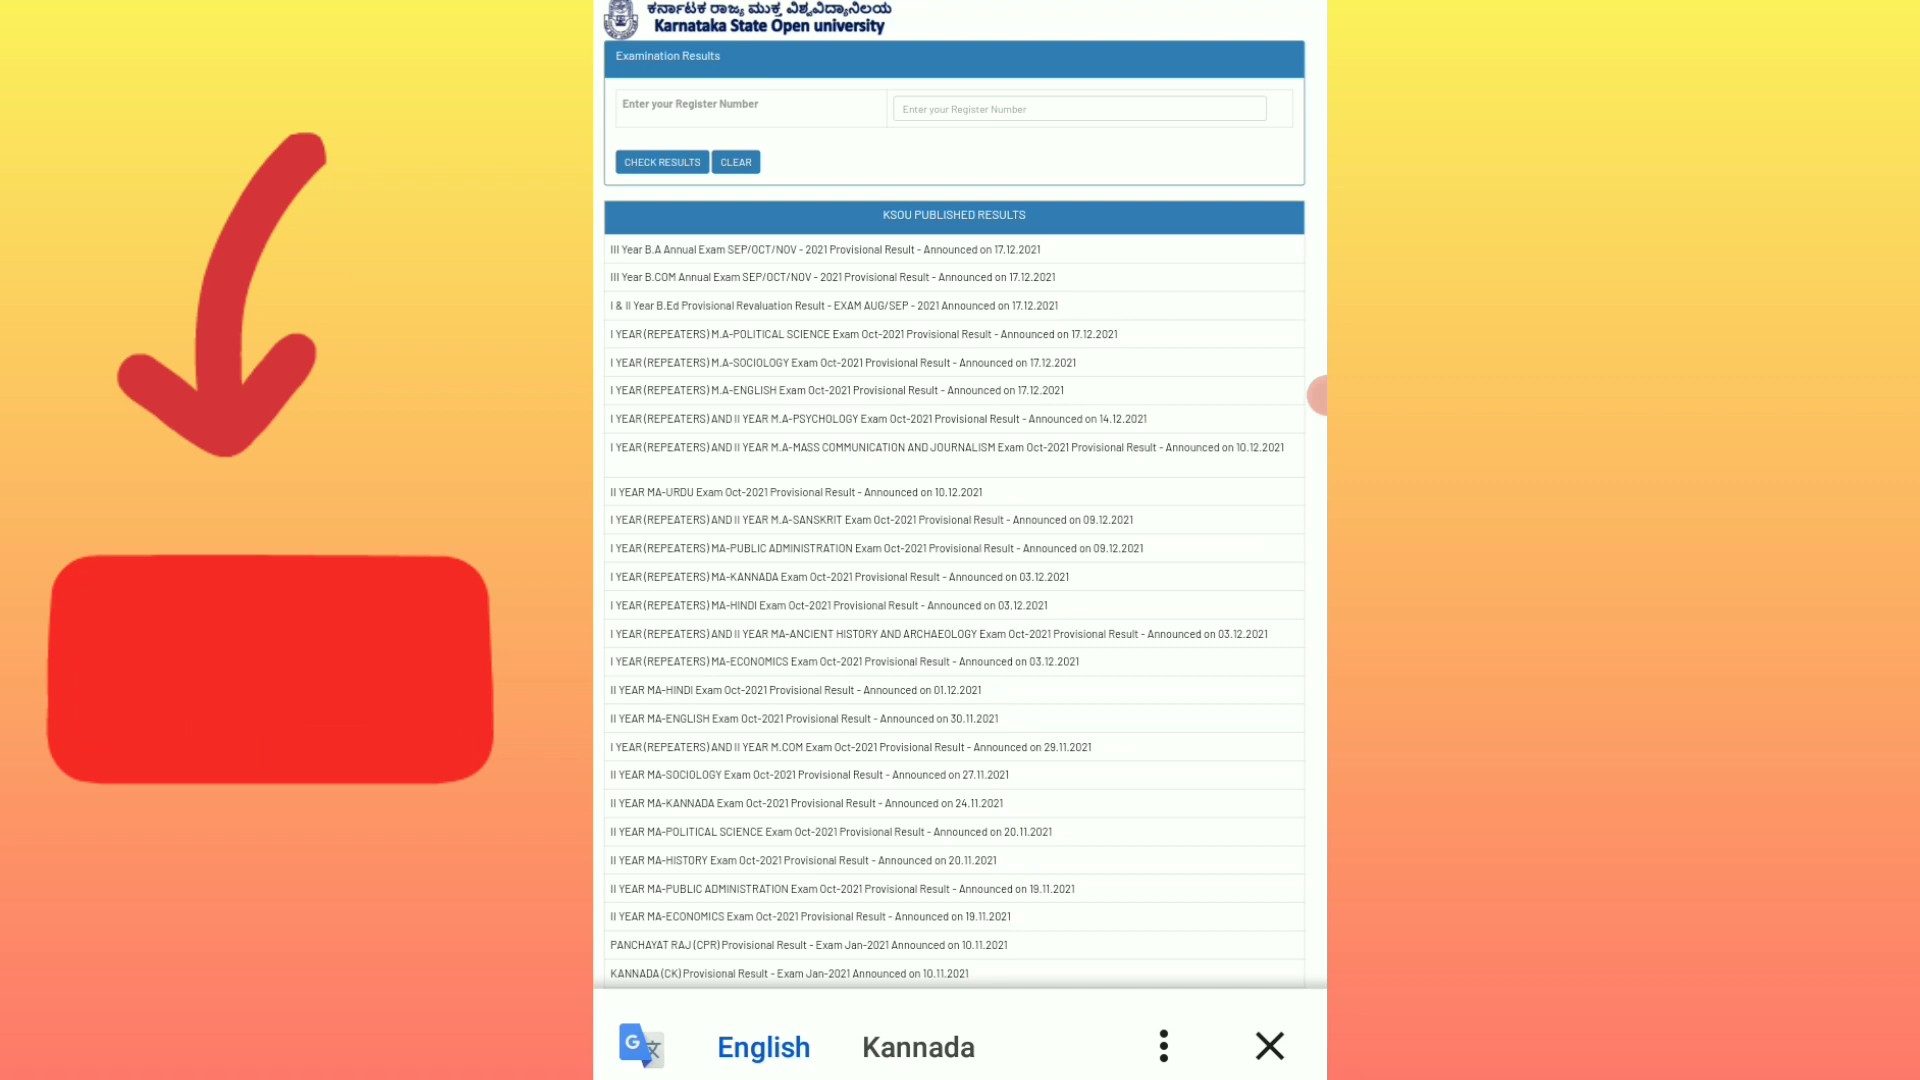 ಕರ್ನಾಟಕ ರಾಜ್ಯ ಮುಕ್ತ ವಿಶ್ವವಿದ್ಯಾನಿಲಯ
Karnataka State Open university
Examination Results
Enter your Register Number
Enter your Register Number
CHECK RESULTS CLEAR
KSOU PUBLISHED RESULTS
III Year B.A Annual Exam SEP/OCT/NOV - 2021 Provisional Result - Announced on 17.12.2021
III Year B.COM Annual Exam SEP/OCT/NOV - 2021 Provisional Result - Announced on 17.12.2021
I & II Year B.Ed Provisional Revaluation Result - EXAM AUG/SEP - 2021 Announced on 17.12.2021
I YEAR (REPEATERS) M.A-POLITICAL SCIENCE Exam Oct-2021 Provisional Result - Announced on 17.12.2021
I YEAR (REPEATERS) M.A-SOCIOLOGY Exam Oct-2021 Provisional Result - Announced on 17.12.2021
I YEAR (REPEATERS) M.A-ENGLISH Exam Oct-2021 Provisional Result - Announced on 17.12.2021
I YEAR (REPEATERS) AND II YEAR M.A-PSYCHOLOGY Exam Oct-2021 Provisional Result - Announced on 14.12.2021
I YEAR (REPEATERS) AND II YEAR M.A-MASS COMMUNICATION AND JOURNALISM Exam Oct-2021 Provisional Result - Announced on 10.12.2021
II YEAR MA-URDU Exam Oct-2021 Provisional Result - Announced on 10.12.2021
I YEAR (REPEATERS) AND II YEAR M.A-SANSKRIT Exam Oct-2021 Provisional Result - Announced on 09.12.2021
I YEAR (REPEATERS) MA-PUBLIC ADMINISTRATION Exam Oct-2021 Provisional Result - Announced on 09.12.2021
I YEAR (REPEATERS) MA-KANNADA Exam Oct-2021 Provisional Result - Announced on 03.12.2021
I YEAR (REPEATERS) MA-HINDI Exam Oct-2021 Provisional Result - Announced on 03.12.2021
I YEAR (REPEATERS) AND II YEAR MA-ANCIENT HISTORY AND ARCHAEOLOGY Exam Oct-2021 Provisional Result - Announced on 03.12.2021
I YEAR (REPEATERS) MA-ECONOMICS Exam Oct-2021 Provisional Result - Announced on 03.12.2021
II YEAR MA-HINDI Exam Oct-2021 Provisional Result - Announced on 01.12.2021
II YEAR MA-ENGLISH Exam Oct-2021 Provisional Result - Announced on 30.11.2021
I YEAR (REPEATERS) AND II YEAR M.COM Exam Oct-2021 Provisional Result - Announced on 29.11.2021
II YEAR MA-SOCIOLOGY Exam Oct-2021 Provisional Result - Announced on 27.11.2021
II YEAR MA-KANNADA Exam Oct-2021 Provisional Result - Announced on 24.11.2021
II YEAR MA-POLITICAL SCIENCE Exam Oct-2021 Provisional Result - Announced on 20.11.2021
II YEAR MA-HISTORY Exam Oct-2021 Provisional Result - Announced on 20.11.2021
II YEAR MA-PUBLIC ADMINISTRATION Exam Oct-2021 Provisional Result - Announced on 19.11.2021
II YEAR MA-ECONOMICS Exam Oct-2021 Provisional Result - Announced on 19.11.2021
PANCHAYAT RAJ (CPR) Provisional Result - Exam Jan-2021 Announced on 10.11.2021
KANNADA (CK) Provisional Result - Exam Jan-2021 Announced on 10.11.2021
G 文 English Kannada